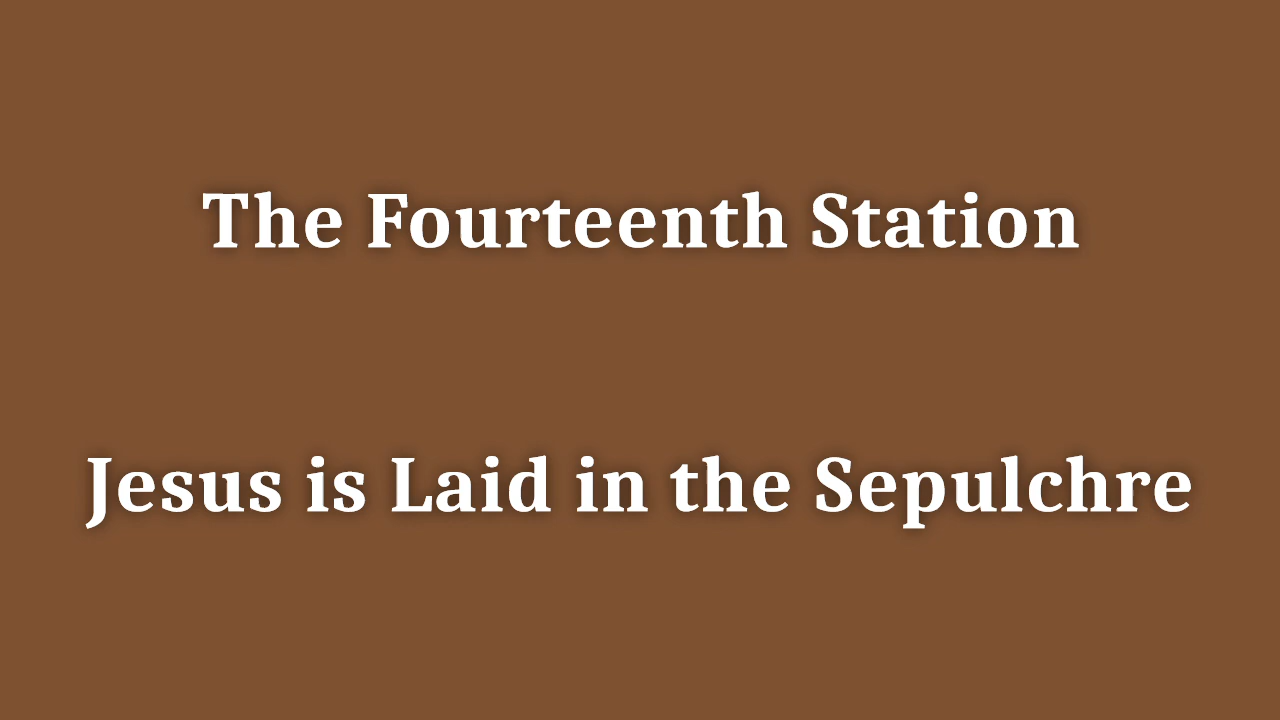 The Fourteenth Station
Jesus is Laid in the Sepulchre